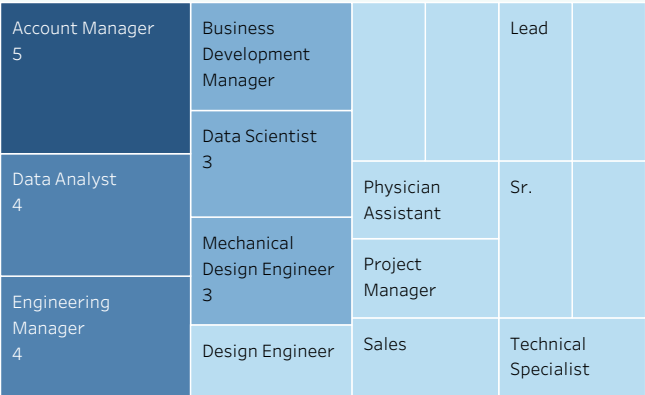 Account Manager
5
Data Analyst
4
Engineering
Manager
4
Business
Development
Manager
Data Scientist
3
Mechanical
Design Engineer
3
Design Engineer
Physician
Assistant
Project
Manager
Sales
Lead
Sr.
Technical
Specialist